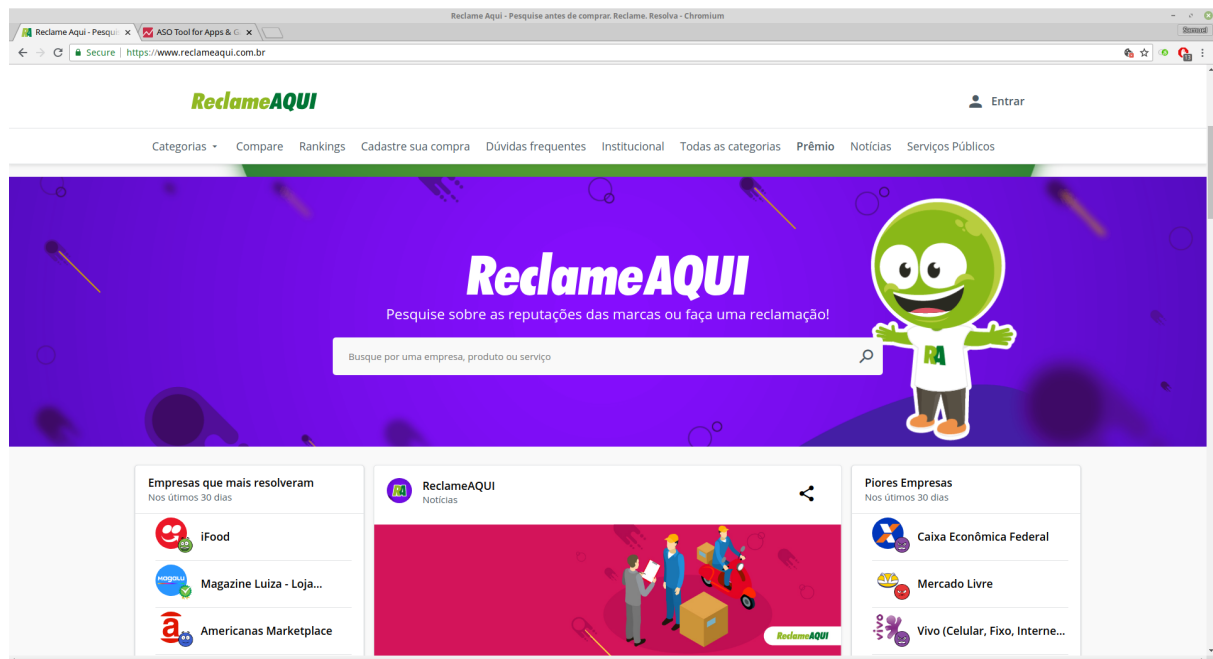 Reclame Aqui - Pesquise antes de comprar. Reclame. Resolva - Chromium
Reclame Aqui - Pesqui
ASO Tool for Apps & G
Samuel
Secure
https://www.reclameaqui.com.br
ReclameAQUI
Entrar
Categorias
Compare
Rankings
Cadastre sua compra
Dúvidas frequentes
Institucional
Todas as categorias
Prêmio
Notícias
Serviços Públicos
ReclameAQUI
Pesquise sobre as reputações das marcas ou faça uma reclamação!
Busque por uma empresa, produto ou serviço
RA
Empresas que mais resolveram
Nos útimos 30 dias
iFood
MAGALU
Magazine Luiza - Loja...
a
Americanas Marketplace
RA
ReclameAQUI
Notícias
ReclameAQUI
Piores Empresas
Nos útimos 30 dias
Caixa Econômica Federal
Mercado Livre
vivo
Vivo (Celular, Fixo, Interne...